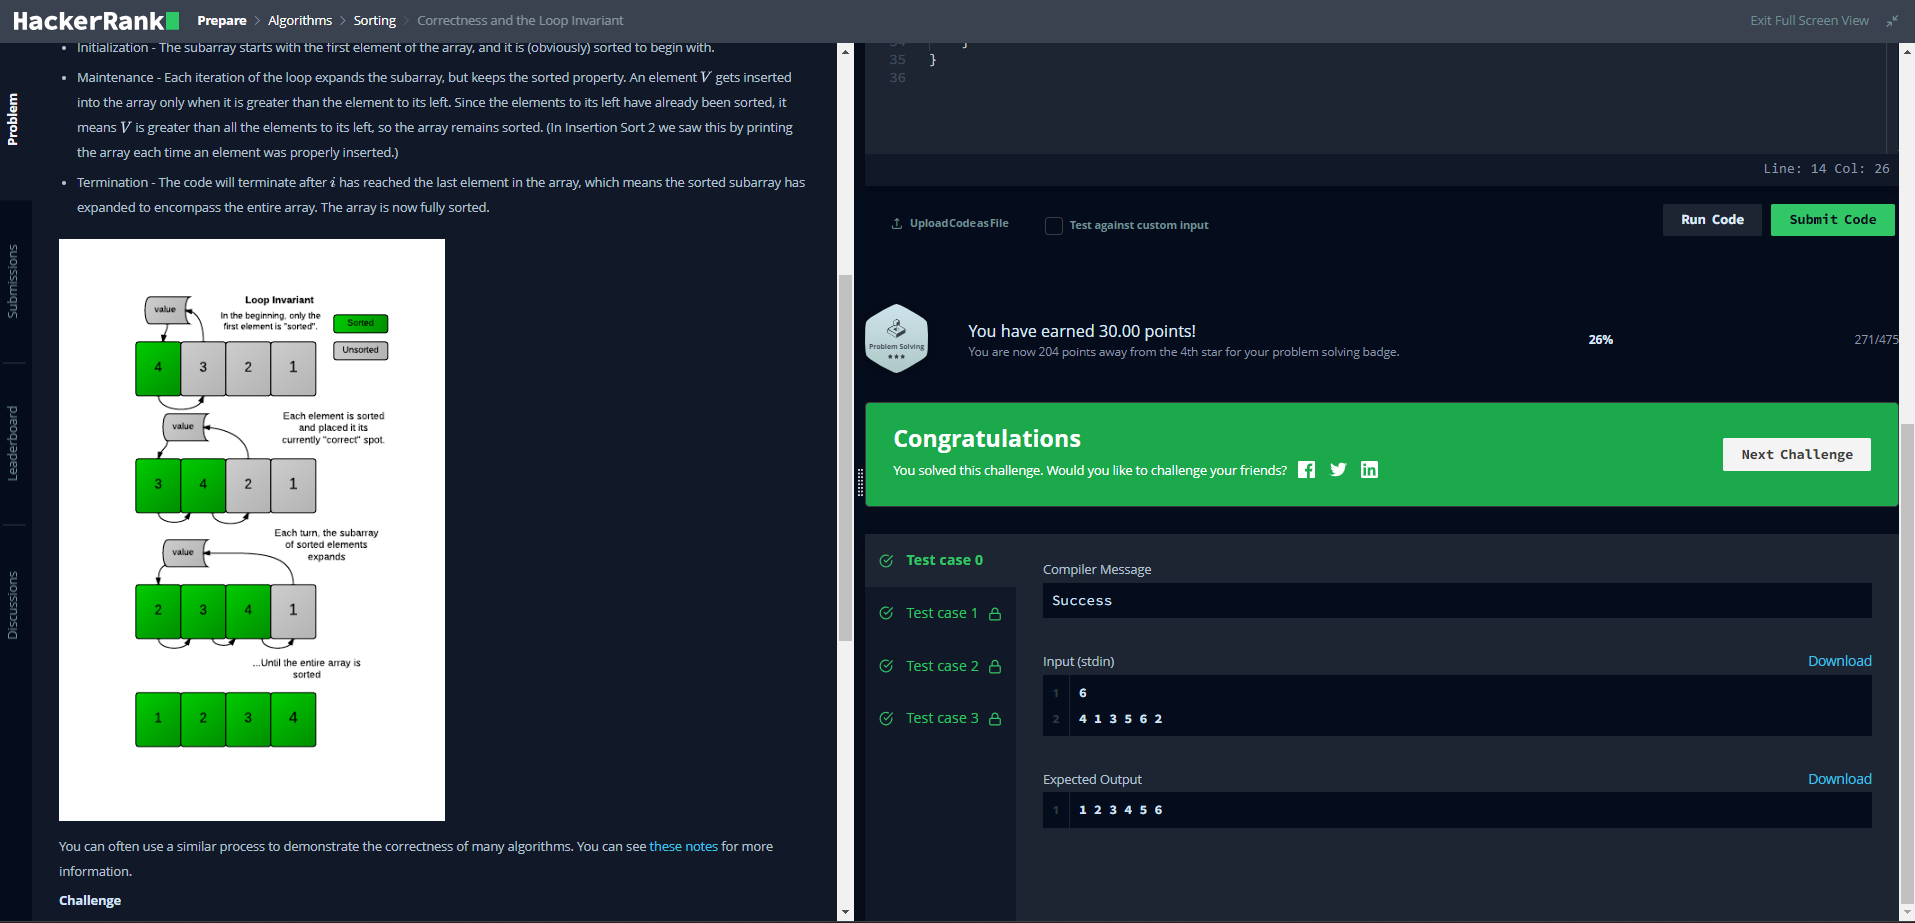 HackerRank
Prepare > Algorithms > Sorting > Correctness and the Loop Invariant
Exit Full Screen View
Problem
Submissions
Leaderboard
Discussions
• Initialization - The subarray starts with the first element of the array, and it is (obviously) sorted to begin with.
• Maintenance - Each iteration of the loop expands the subarray, but keeps the sorted property. An element V gets inserted
into the array only when it is greater than the element to its left. Since the elements to its left have already been sorted, it
means V is greater than all the elements to its left, so the array remains sorted. (In Insertion Sort 2 we saw this by printing
the array each time an element was properly inserted.)
• Termination - The code will terminate after i has reached the last element in the array, which means the sorted subarray has
expanded to encompass the entire array. The array is now fully sorted.
Loop Invariant
value
In the beginning, only the
first element is "sorted".
Sorted
Unsorted
4 3 2 1
Each element is sorted
and placed it its
currently "correct" spot.
value
3 4 2 1
Each turn, the subarray
of sorted elements
expands
value
2 3 4 1
...Until the entire array is
sorted
1 2 3 4
You can often use a similar process to demonstrate the correctness of many algorithms. You can see these notes for more
information.
Challenge
34 }
35 }
36
Line: 14 Col: 26
Upload Code as File
Test against custom input
Run Code
Submit Code
Problem Solving
You have earned 30.00 points!
You are now 204 points away from the 4th star for your problem solving badge.
26%
271/475
Congratulations
You solved this challenge. Would you like to challenge your friends?
Next Challenge
Test case 0
Test case 1
Test case 2
Test case 3
Compiler Message
Success
Input (stdin)
Download
1 6
2 4 1 3 5 6 2
Expected Output
Download
1 1 2 3 4 5 6